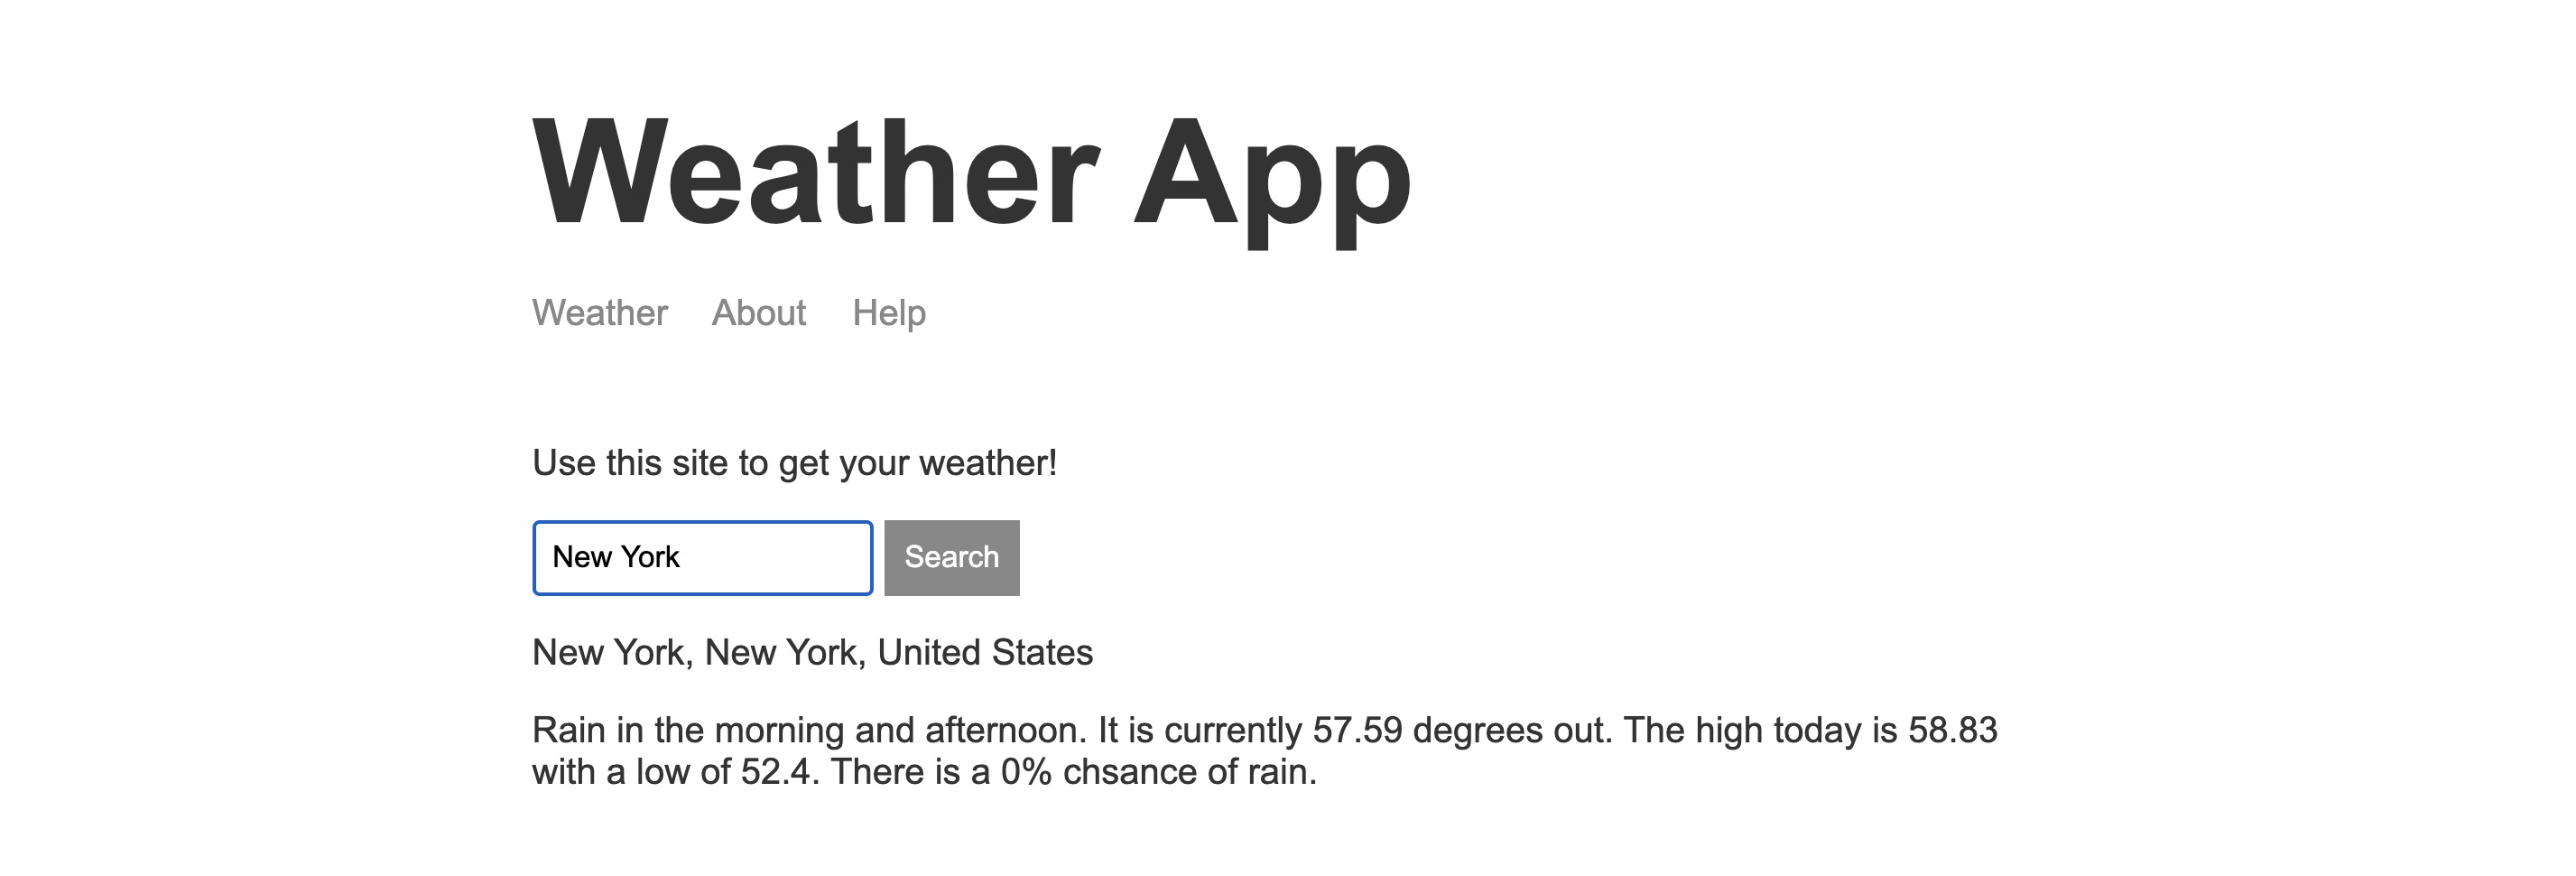 Weather App
Weather About Help
Use this site to get your weather!
New York Search
New York, New York, United States
Rain in the morning and afternoon. It is currently 57.59 degrees out. The high today is 58.83
with a low of 52.4. There is a 0% chsance of rain.